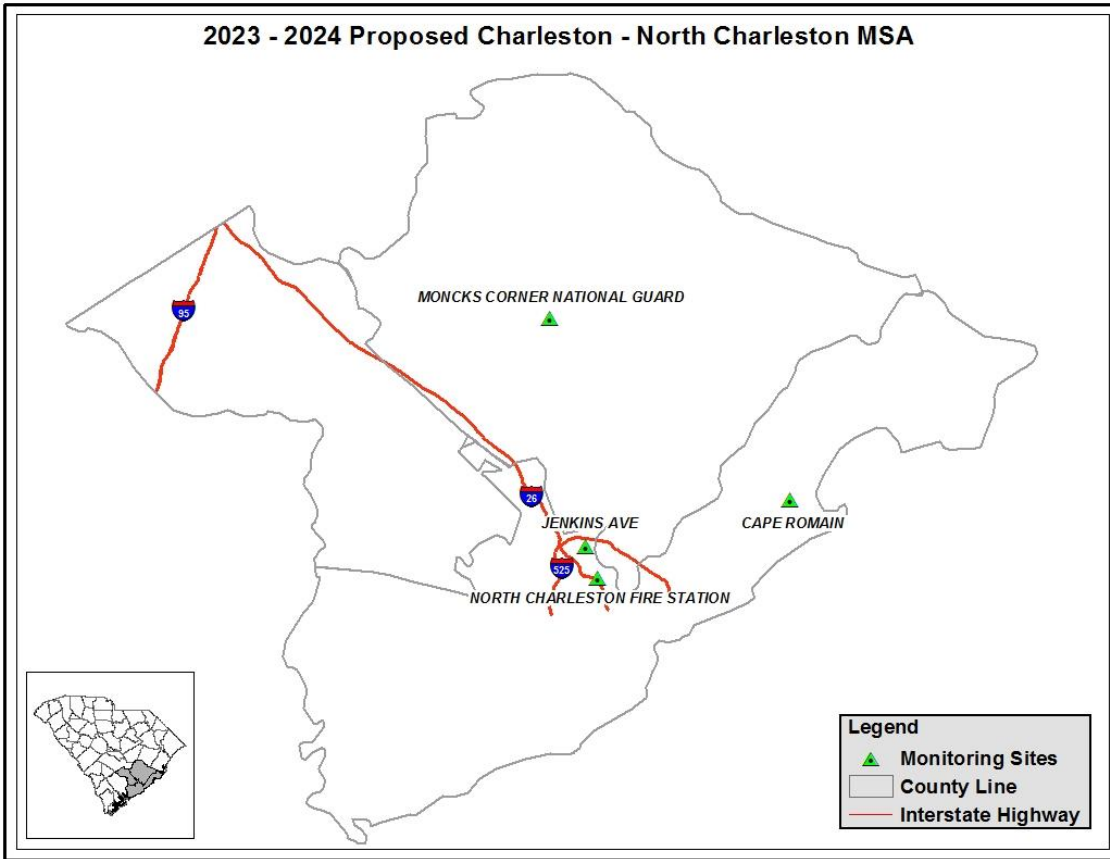 2023 - 2024 Proposed Charleston - North Charleston MSA
95
MONCKS CORNER NATIONAL GUARD
26
JENKINS AVE
CAPE ROMAIN
525
NORTH CHARLESTON FIRE STATION
Legend
Monitoring Sites
County Line
Interstate Highway